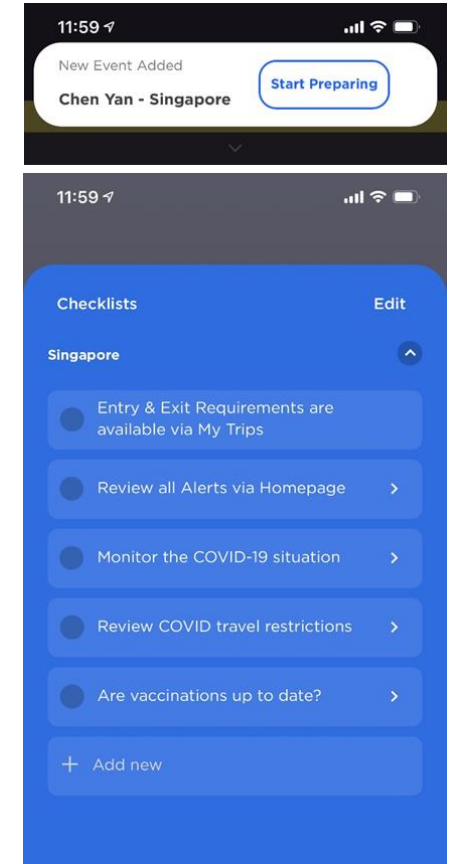 11:59
New Event Added
Chen Yan - Singapore
Start Preparing
11:59
Checklists
Edit
Singapore
Entry & Exit Requirements are
available via My Trips
Review all Alerts via Homepage
Monitor the COVID-19 situation
Review COVID travel restrictions
Are vaccinations up to date?
+ Add new